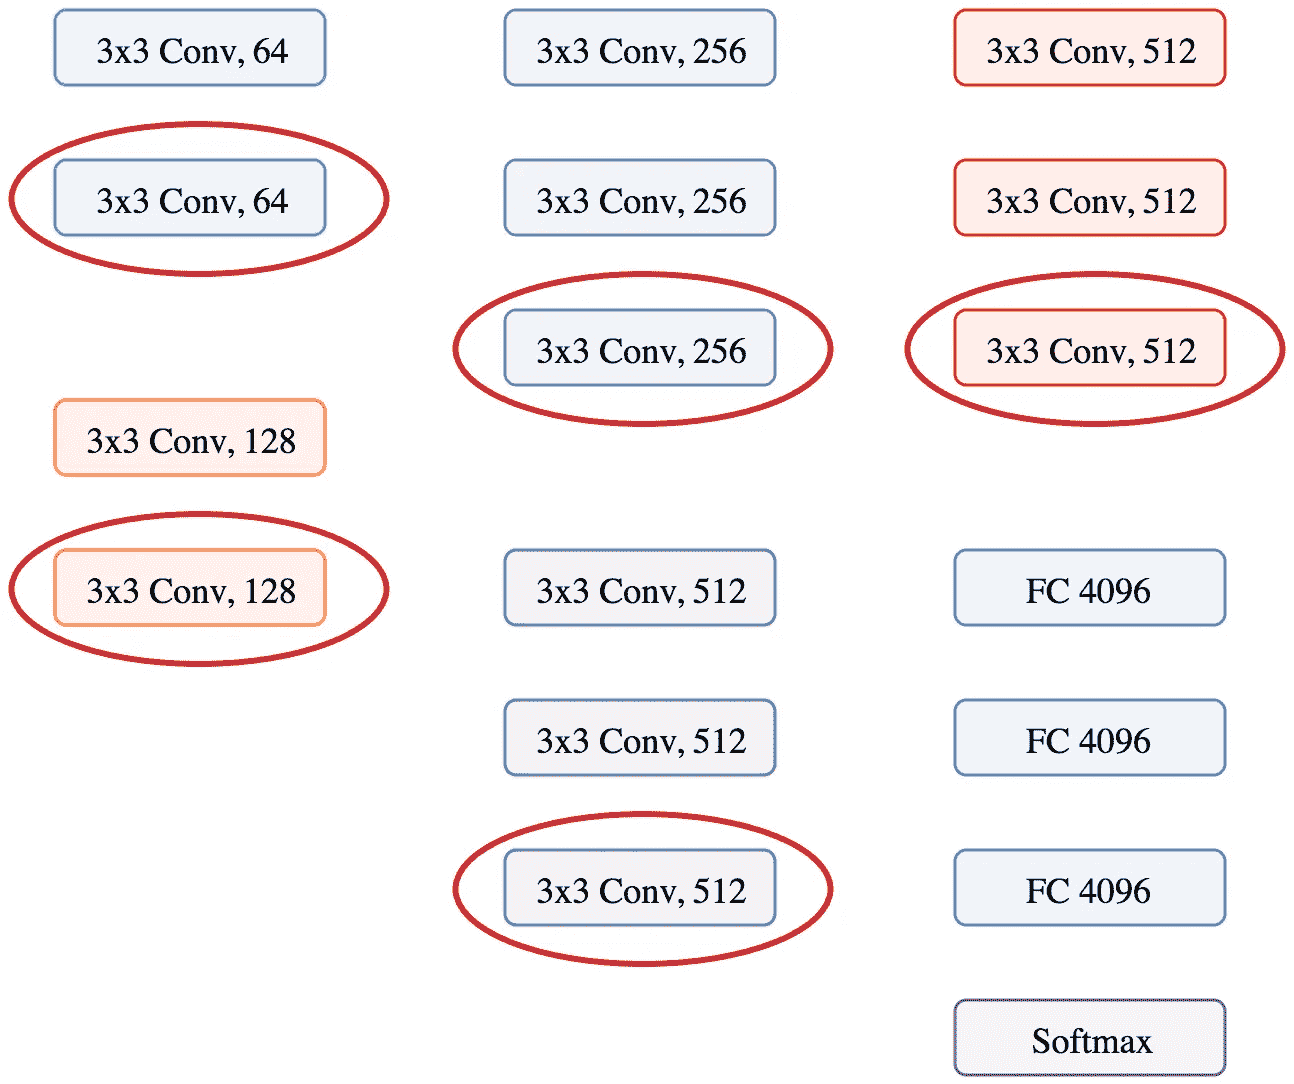 3x3 Conv, 64
3x3 Conv, 64
3x3 Conv, 128
3x3 Conv, 128
3x3 Conv, 256
3x3 Conv, 256
3x3 Conv, 256
3x3 Conv, 512
3x3 Conv, 512
3x3 Conv, 512
3x3 Conv, 512
3x3 Conv, 512
3x3 Conv, 512
FC 4096
FC 4096
FC 4096
Softmax